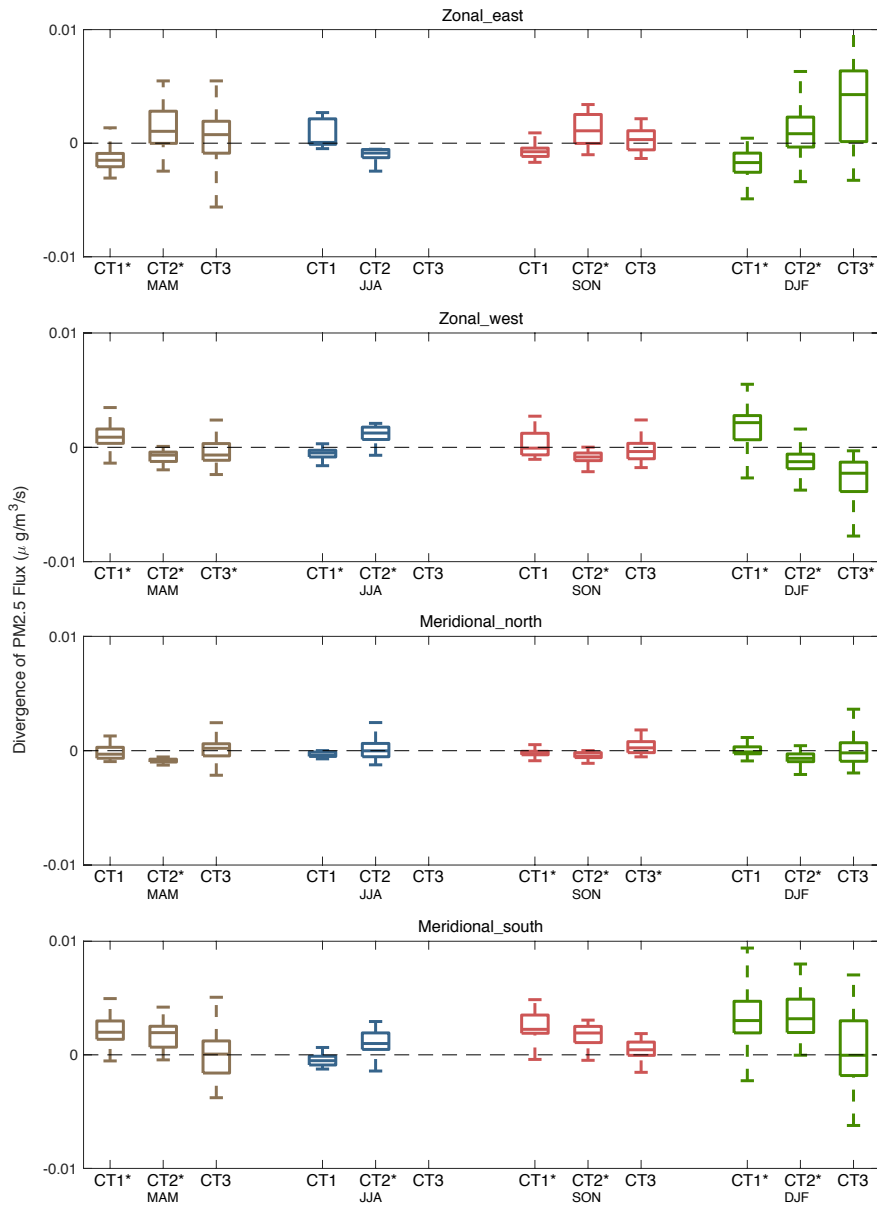 Zonal_east
0.01
0
-0.01
CT1* CT2* CT3 CT1 CT2 CT3 CT1 CT2* CT3 CT1* CT2* CT3*
MAM JJA SON DJF
Zonal_west
0.01
0
-0.01
CT1* CT2* CT3* CT1* CT2* CT3 CT1 CT2* CT3 CT1* CT2* CT3*
MAM JJA SON DJF
Divergence of PM2.5 Flux (μ g/m³/s)
Meridional_north
0.01
0
-0.01
CT1 CT2* CT3 CT1 CT2 CT3 CT1* CT2* CT3* CT1 CT2* CT3
MAM JJA SON DJF
Meridional_south
0.01
0
-0.01
CT1* CT2* CT3 CT1 CT2* CT3 CT1* CT2* CT3 CT1* CT2* CT3
MAM JJA SON DJF